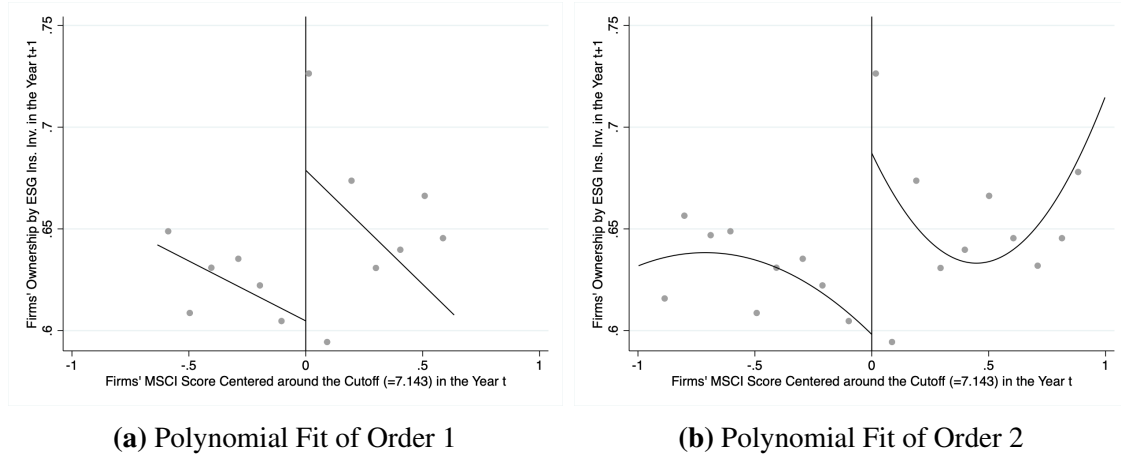 Firms' Ownership by ESG Ins. Inv. in the Year t+1
.75
.7
.65
.6
-1 -.5 0 .5 1
Firms' MSCI Score Centered around the Cutoff (=7.143) in the Year t
(a) Polynomial Fit of Order 1
Firms' Ownership by ESG Ins. Inv. in the Year t+1
.75
.7
.65
.6
-1 -.5 0 .5 1
Firms' MSCI Score Centered around the Cutoff (=7.143) in the Year t
(b) Polynomial Fit of Order 2